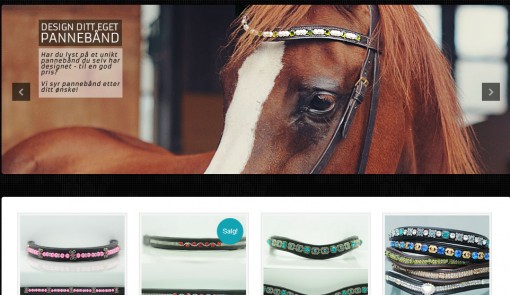 DESIGN DITT EGET
PANNEBÅND
Har du lyst på et unikt
pannebånd du selv har
designet - til en god
pris?
Vi syr pannebånd etter
ditt ønske!
Salg!